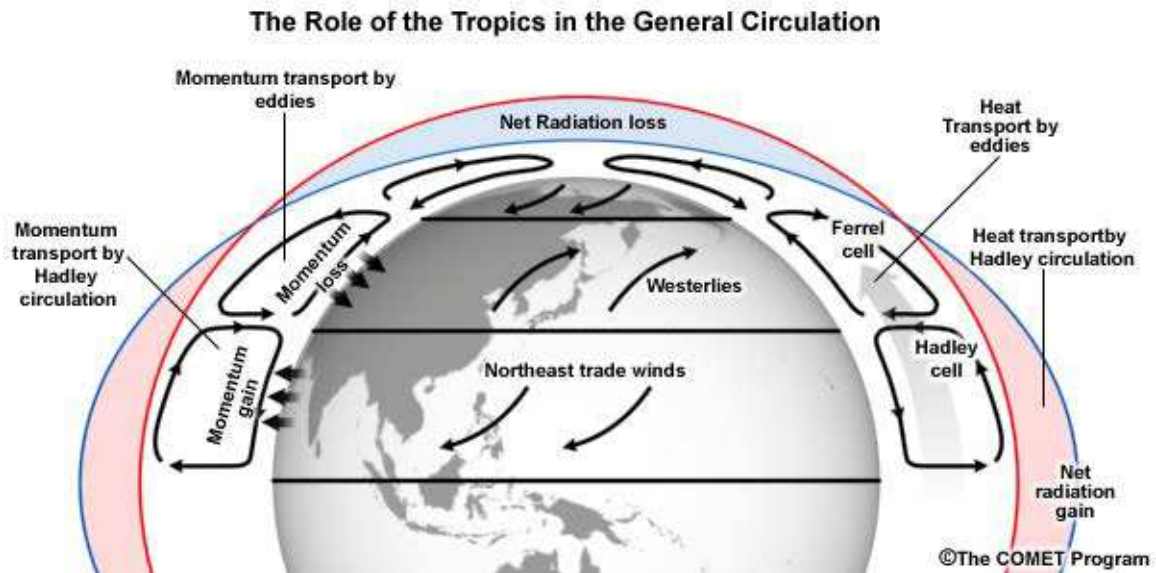 The Role of the Tropics in the General Circulation
Momentum transport by
eddies
Net Radiation loss
Heat
Transport by
eddies
Momentum
transport by
Hadley
circulation
Momentum
loss
Ferrel
cell
Heat transportby
Hadley circulation
Westerlies
Momentum
gain
Northeast trade winds
Hadley
cell
Net
radiation
gain
©The COMET Program